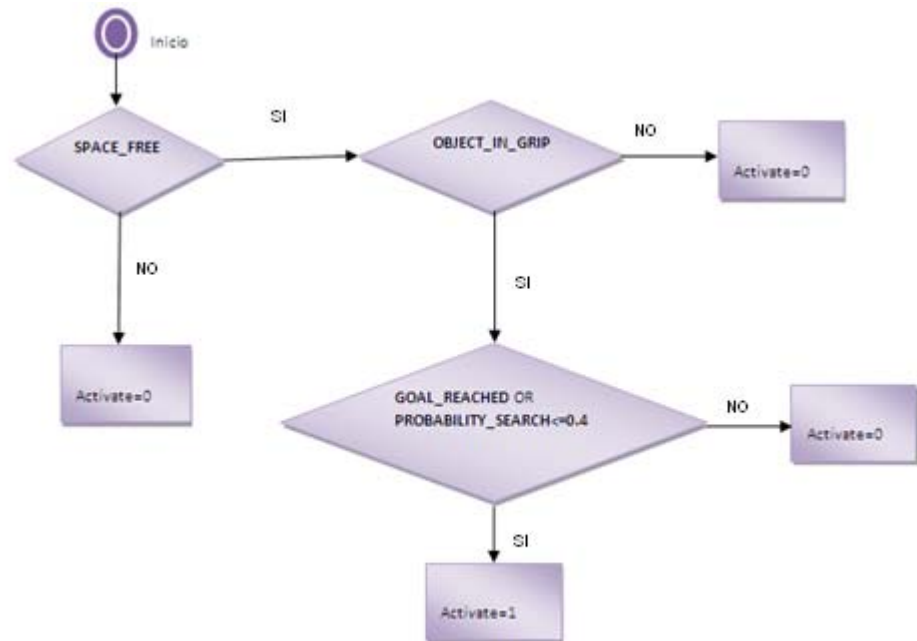 Inicio
SPACE_FREE
SI
OBJECT_IN_GRIP
NO
Activate=0
NO
Activate=0
SI
GOAL_REACHED OR
PROBABILITY_SEARCH<=0.4
NO
Activate=0
SI
Activate=1